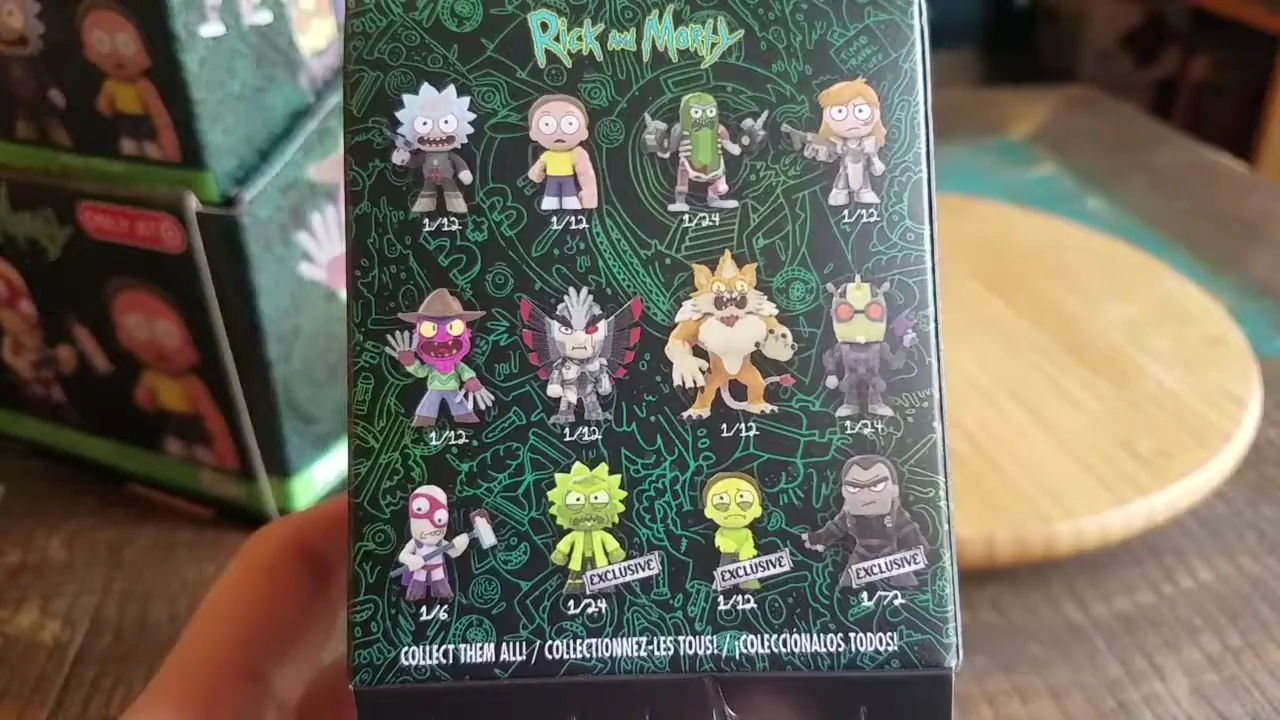 RICK AND MORTY
1/12 1/12 1/24 1/12
1/12 1/12 1/12 1/24
EXCLUSIVE EXCLUSIVE EXCLUSIVE
1/6 1/24 1/12 1/72
COLLECT THEM ALL! / COLLECTIONNEZ-LES TOUS! / ¡COLECCIÓNALOS TODOS!
ONLY AT